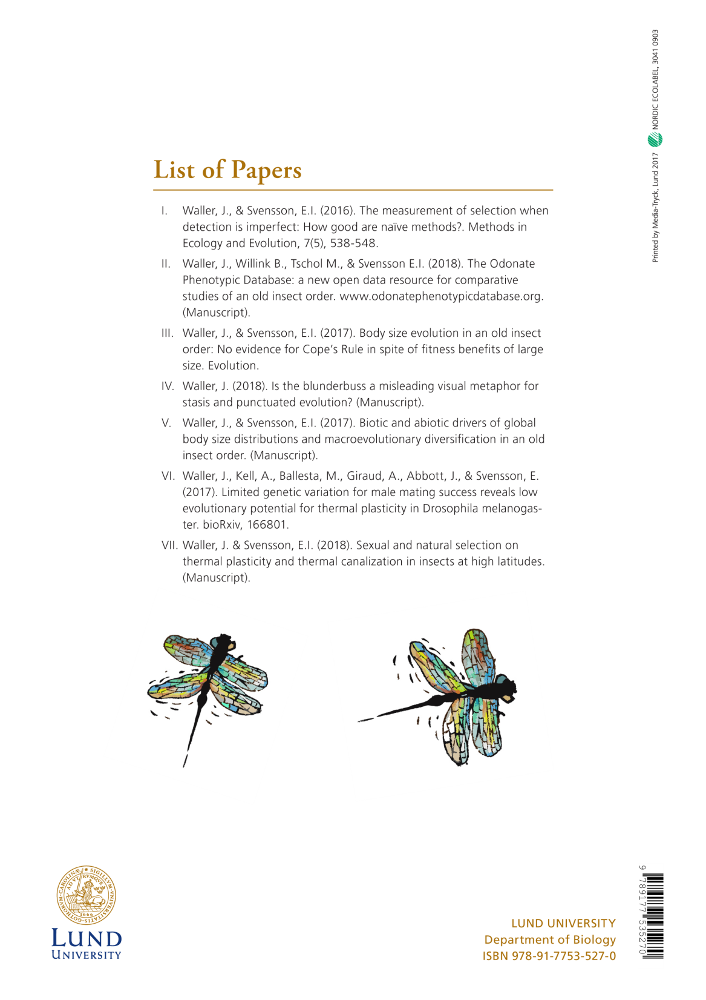 List of Papers
I. Waller, J., & Svensson, E.I. (2016). The measurement of selection when
detection is imperfect: How good are naïve methods?. Methods in
Ecology and Evolution, 7(5), 538-548.
II. Waller, J., Willink B., Tschol M., & Svensson E.I. (2018). The Odonate
Phenotypic Database: a new open data resource for comparative
studies of an old insect order. www.odonatephenotypicdatabase.org.
(Manuscript).
III. Waller, J., & Svensson, E.I. (2017). Body size evolution in an old insect
order: No evidence for Cope’s Rule in spite of fitness benefits of large
size. Evolution.
IV. Waller, J. (2018). Is the blunderbuss a misleading visual metaphor for
stasis and punctuated evolution? (Manuscript).
V. Waller, J., & Svensson, E.I. (2017). Biotic and abiotic drivers of global
body size distributions and macroevolutionary diversification in an old
insect order. (Manuscript).
VI. Waller, J., Kell, A., Ballesta, M., Giraud, A., Abbott, J., & Svensson, E.
(2017). Limited genetic variation for male mating success reveals low
evolutionary potential for thermal plasticity in Drosophila melanogas-
ter. bioRxiv, 166801.
VII. Waller, J. & Svensson, E.I. (2018). Sexual and natural selection on
thermal plasticity and thermal canalization in insects at high latitudes.
(Manuscript).
Printed by Media-Tryck, Lund 2017 NORDIC ECOLABEL, 3041 0903
SIGILLVM·VNIVERSITATIS·GOTHORVM·CAROLINÆ
AD VTRVMQVE
1666
LUND
UNIVERSITY
LUND UNIVERSITY
Department of Biology
ISBN 978-91-7753-527-0
9 789177 535270